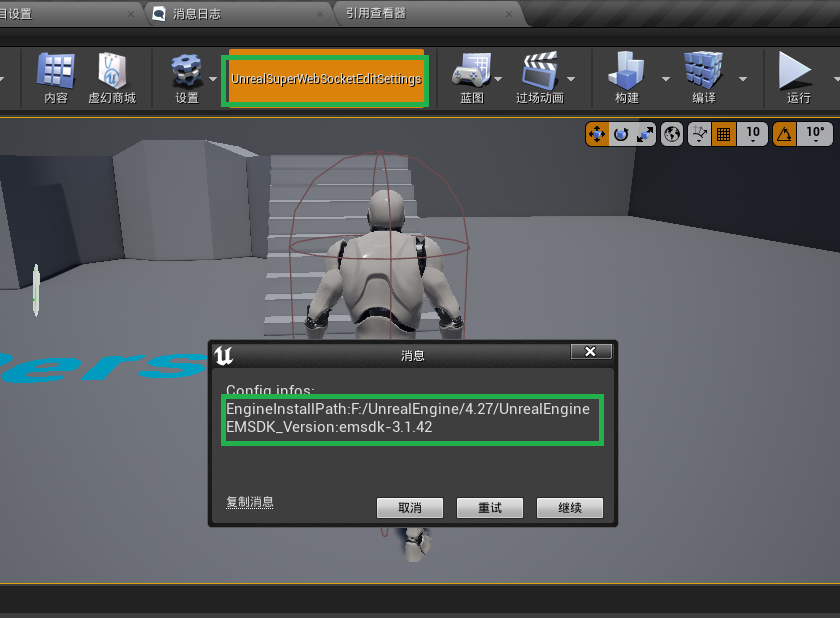 目设置
消息日志
引用查看器
内容
虚幻商城
设置
UnrealSuperWebSocketEditSettings
蓝图
过场动画
构建
编译
运行
10
10°
ers
消息
Config infos:
EngineInstallPath:F:/UnrealEngine/4.27/UnrealEngine
EMSDK_Version:emsdk-3.1.42
复制消息
取消
重试
继续